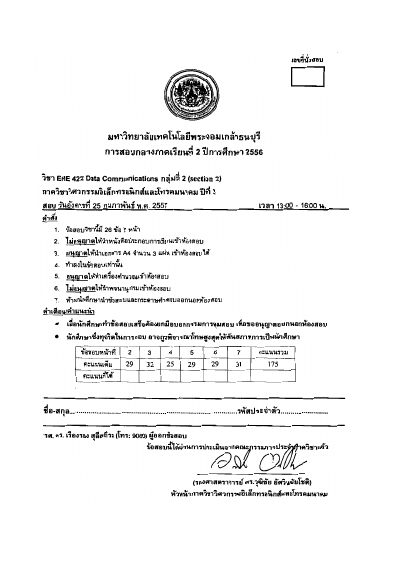 เลขที่นั่งสอบ
มหาวิทยาลัยเทคโนโลยีพระจอมเกล้าธนบุรี
การสอบกลางภาคเรียนที่ 2 ปีการศึกษา 2556
วิชา ENE 422 Data Communications กลุ่มที่ 2 (section 2)
ภาควิชาวิศวกรรมอิเล็กทรอนิกส์และโทรคมนาคม ปีที่ 3
สอบ วันอังคารที่ 25 กุมภาพันธ์ พ.ศ. 2557 เวลา 13:00 - 16:00 น.
คำสั่ง
1. ข้อสอบวิชานี้มี 26 ข้อ 7 หน้า
2. ไม่อนุญาตให้นำหนังสือประกอบการเรียนเข้าห้องสอบ
3. อนุญาตให้นำเอกสาร A4 จำนวน 3 แผ่น เข้าห้องสอบได้
4. ทำลงในข้อสอบเท่านั้น
5. อนุญาตให้นำเครื่องคำนวณเข้าห้องสอบ
6. ไม่อนุญาตให้นำพจนานุกรมเข้าห้องสอบ
7. ห้ามนักศึกษานำข้อสอบและกระดาษคำตอบออกนอกห้องสอบ
คำเตือน/คำแนะนำ
• เมื่อนักศึกษาทำข้อสอบเสร็จต้องยกมือบอกกรรมการคุมสอบ เพื่อขออนุญาตออกนอกห้องสอบ
• นักศึกษาซึ่งทุจริตในการสอบ อาจถูกพิจารณาโทษสูงสุดให้พ้นสภาพการเป็นนักศึกษา
ข้อสอบหน้าที่ 2 3 4 5 6 7 คะแนนรวม
คะแนนเต็ม 29 32 25 29 29 31 175
คะแนนที่ได้
ชื่อ-สกุล............ ............รหัสประจำตัว............
รศ. ดร. เรืองรอง (โทร: ) ผู้ออกข้อสอบ
ข้อสอบนี้ได้ผ่านการประเมินจากคณะกรรมการประจำภาควิชาแล้ว
(รองศาสตราจารย์ ดร.วุฒิชัย อัศวินชัยโชติ)
หัวหน้าภาควิชาวิศวกรรมอิเล็กทรอนิกส์และโทรคมนาคม